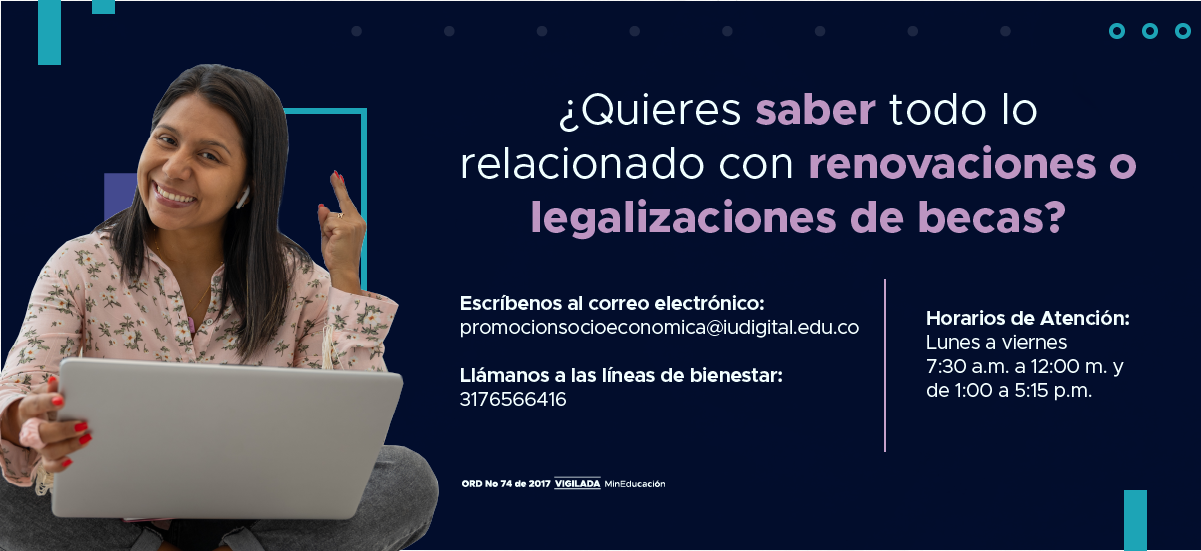 ¿Quieres saber todo lo
relacionado con renovaciones o
legalizaciones de becas?
Escríbenos al correo electrónico:
promocionsocioeconomica@iudigital.edu.co
Llámanos a las líneas de bienestar:
3176566416
Horarios de Atención:
Lunes a viernes
7:30 a.m. a 12:00 m. y
de 1:00 a 5:15 p.m.
ORD No 74 de 2017 VIGILADA MinEducación